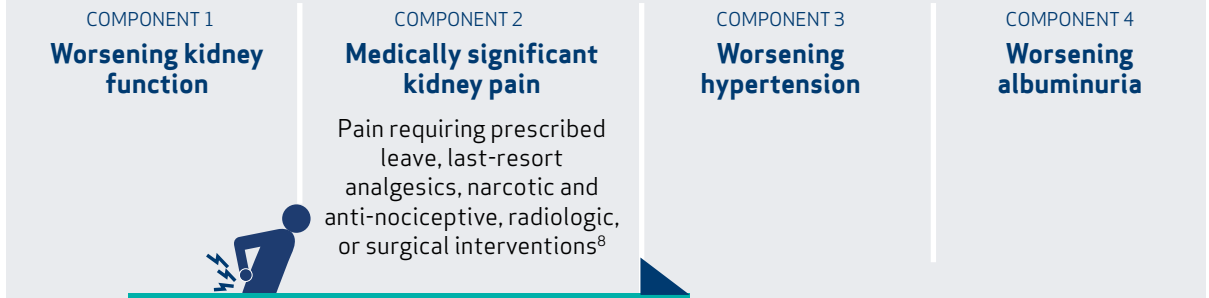 COMPONENT 1
Worsening kidney
function
COMPONENT 2
Medically significant
kidney pain
Pain requiring prescribed
leave, last-resort
analgesics, narcotic and
anti-nociceptive, radiologic,
or surgical interventions⁸
COMPONENT 3
Worsening
hypertension
COMPONENT 4
Worsening
albuminuria